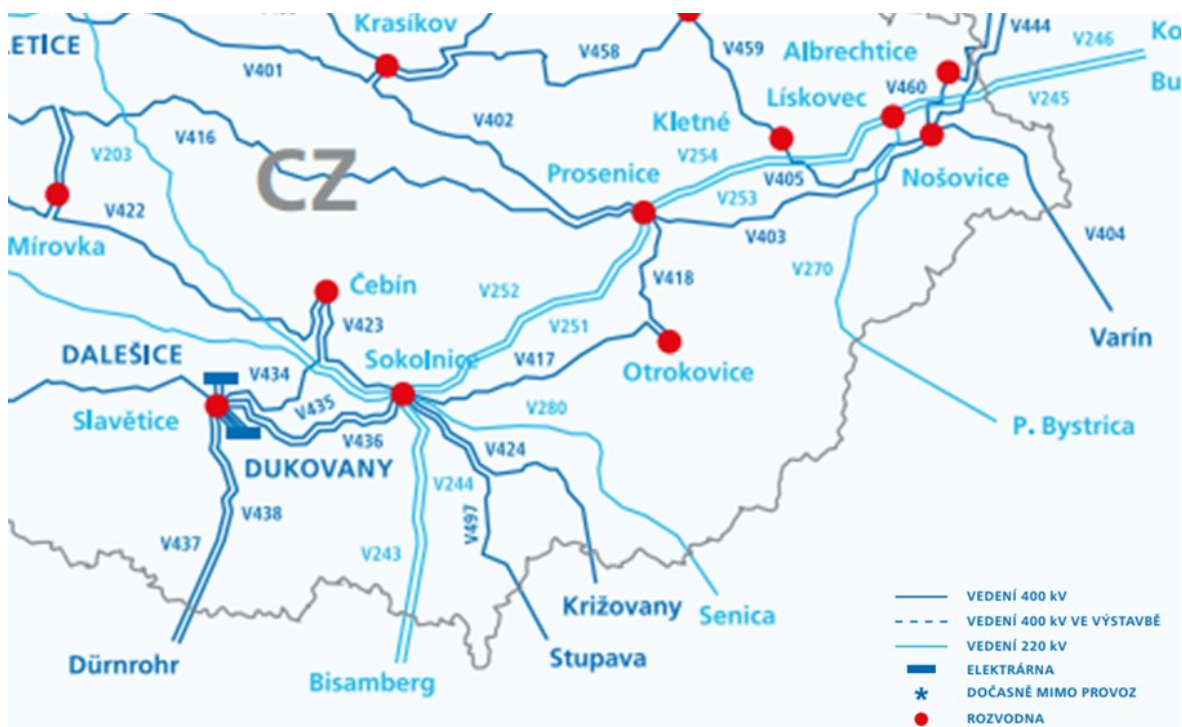 Krasíkov
LETICE
V401
V458
V459
V444
Albrechtice
V246
Ko
Bu
V245
V460
Lískovec
Kletné
V402
V416
V203
CZ
V254
V405
Nošovice
Prosenice
V253
V403
V404
V422
Mírovka
V418
V270
Čebín
V252
V251
V423
Varín
DALEŠICE
Sokolnice
V417
Otrokovice
V434
V435
V280
Slavětice
V436
P. Bystrica
DUKOVANY
V424
V244
V438
V497
V437
V243
Križovany
Senica
Stupava
Dürnrohr
Bisamberg
VEDENÍ 400 kV
VEDENÍ 400 kV VE VÝSTAVBĚ
VEDENÍ 220 kV
ELEKTRÁRNA
* DOČASNĚ MIMO PROVOZ
ROZVODNA